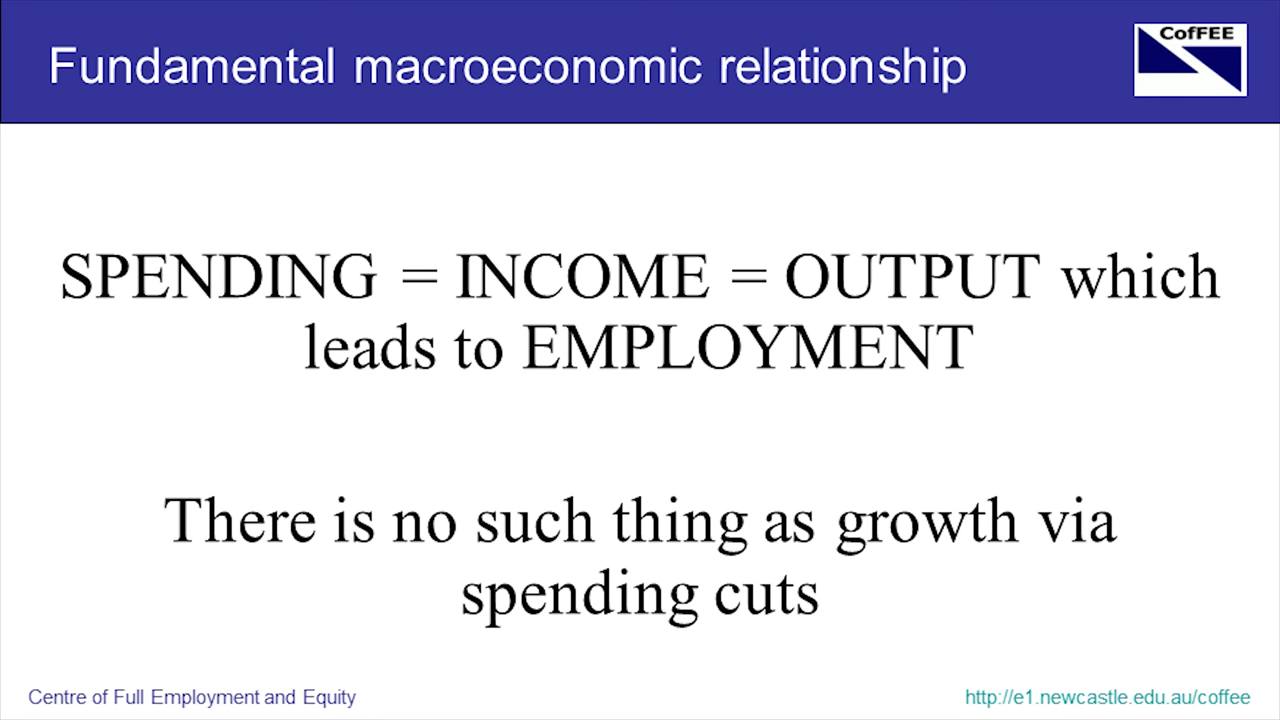 Fundamental macroeconomic relationship
CofFEE
SPENDING = INCOME = OUTPUT which
leads to EMPLOYMENT
There is no such thing as growth via
spending cuts
Centre of Full Employment and Equity
http://e1.newcastle.edu.au/coffee